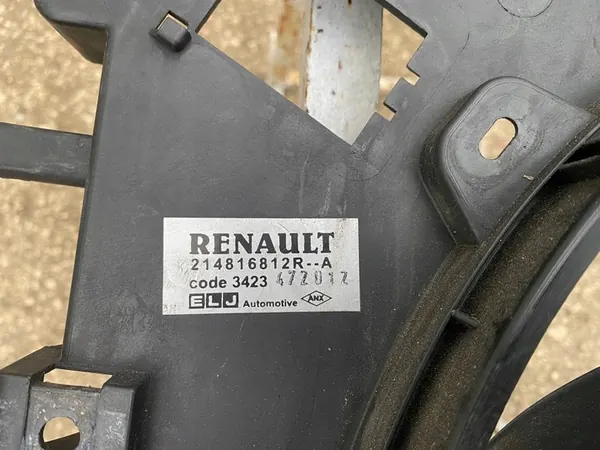 RENAULT
214816812R--A
code 3423 472012
ELJ Automotive ANX